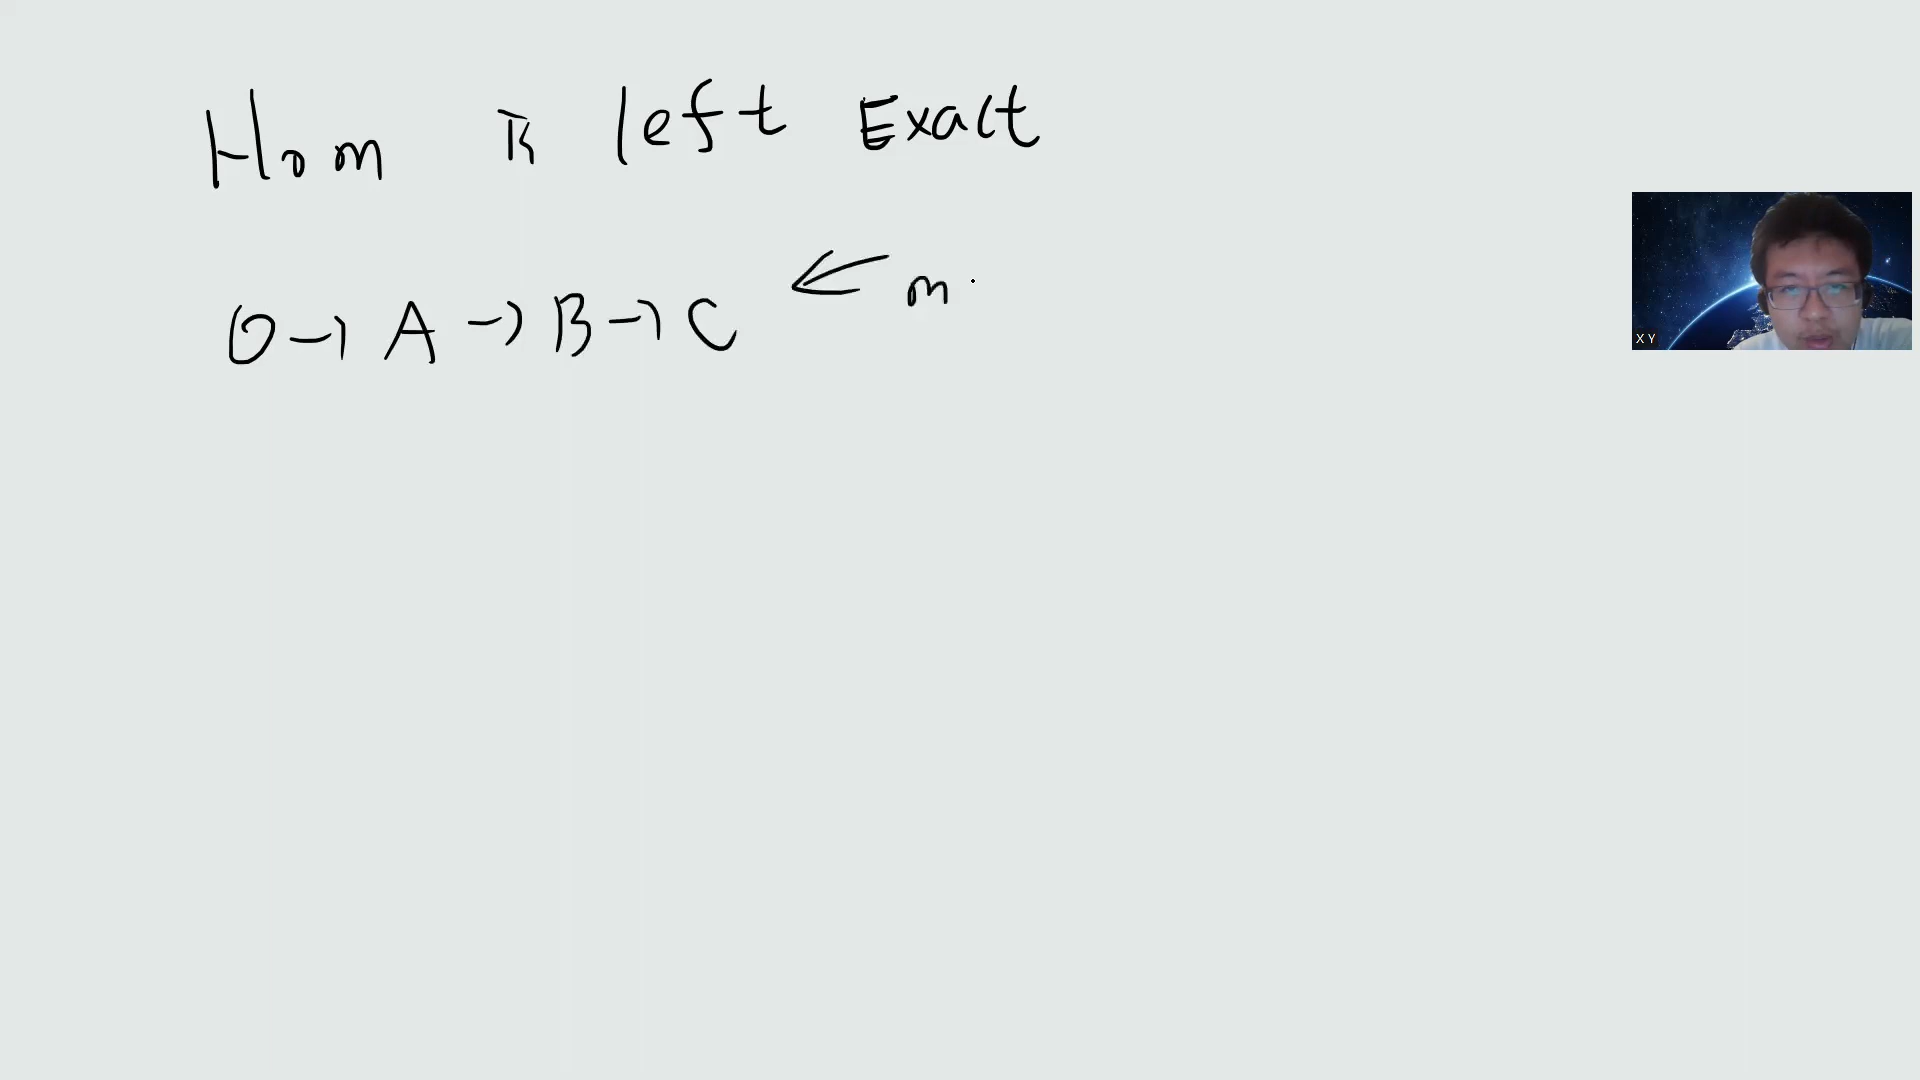 Hom is left Exact
0 → A → B → C ⇐ m
X Y